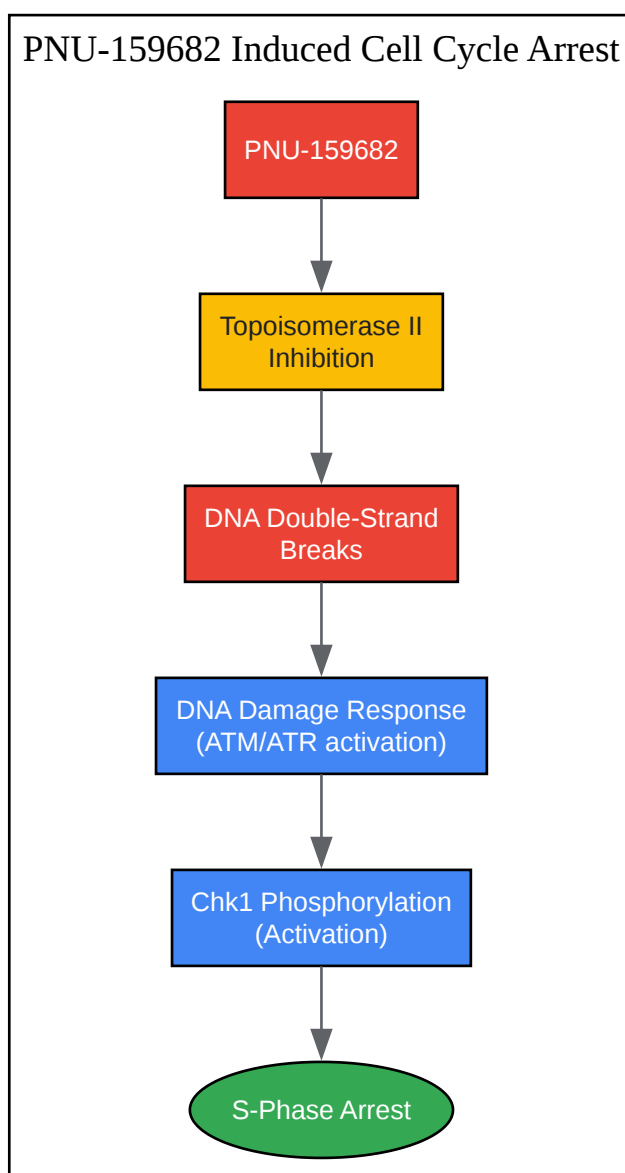 PNU-159682 Induced Cell Cycle Arrest
PNU-159682
Topoisomerase II
Inhibition
DNA Double-Strand
Breaks
DNA Damage Response
(ATM/ATR activation)
Chk1 Phosphorylation
(Activation)
S-Phase Arrest